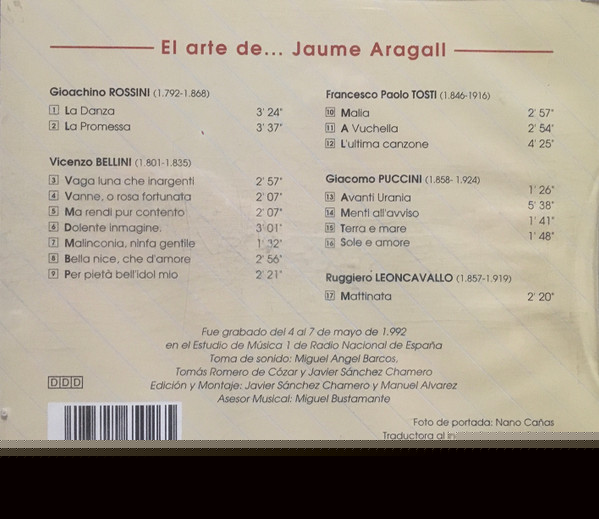 El arte de... Jaume Aragall
Gioachino ROSSINI (1.792-1.868)
1 La Danza 3' 24"
2 La Promessa 3' 37"
Vicenzo BELLINI (1.801-1.835)
3 Vaga luna che inargenti 2' 57"
4 Vanne, o rosa fortunata 2' 07"
5 Ma rendi pur contento 2' 07"
6 Dolente inmagine, 3' 01"
7 Malinconia, ninfa gentile 1' 32"
8 Bella nice, che d'amore 2' 56"
9 Per pietà bell'idol mio 2' 21"
Francesco Paolo TOSTI (1.846-1916)
10 Malia 2' 57"
11 A Vuchella 2' 54"
12 L'ultima canzone 4' 25"
Giacomo PUCCINI (1.858- 1.924)
13 Avanti Urania 1' 26"
14 Menti all'avviso 5' 38"
15 Terra e mare 1' 41"
16 Sole e amore 1' 48"
Ruggiero LEONCAVALLO (1.857-1.919)
17 Mattinata 2' 20"
Fue grabado del 4 al 7 de mayo de 1.992
en el Estudio de Música 1 de Radio Nacional de España
Toma de sonido: Miguel Angel Barcos,
Tomás Romero de Cózar y Javier Sánchez Chamero
Edición y Montaje: Javier Sánchez Chamero y Manuel Alvarez
Asesor Musical: Miguel Bustamante
DDD
Foto de portada: Nano Cañas
Traductora al